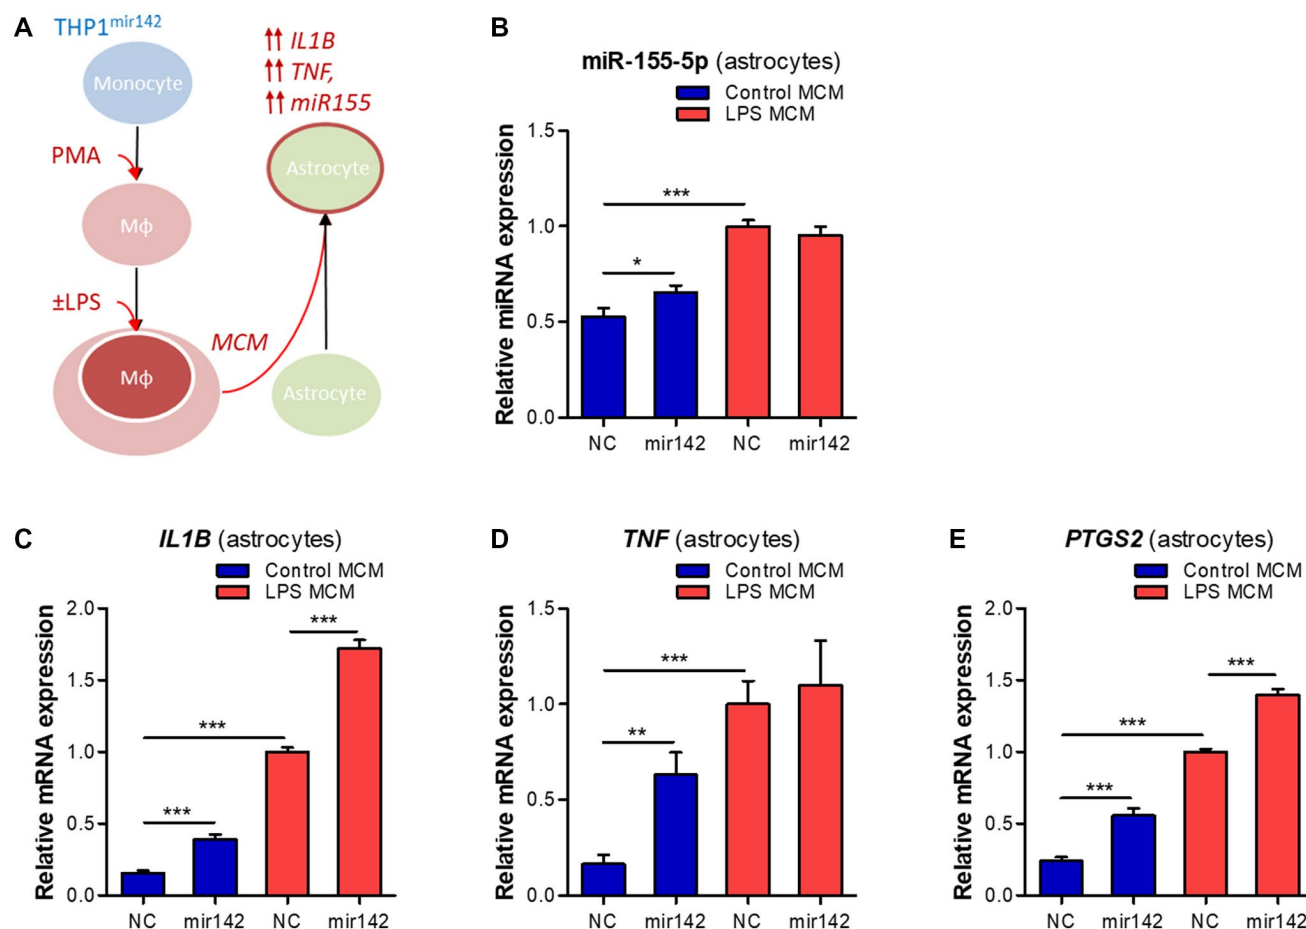 A
THP1mir142
Monocyte
PMA
Mϕ
±LPS
Mϕ
MCM
↑↑ IL1B
↑↑ TNF,
↑↑ miR155
Astrocyte
Astrocyte
B
miR-155-5p (astrocytes)
Control MCM
LPS MCM
Relative miRNA expression
1.5
1.0
0.5
0.0
***
*
NC mir142 NC mir142
C
IL1B (astrocytes)
Control MCM
LPS MCM
Relative mRNA expression
2.0
1.5
1.0
0.5
0.0
***
***
***
NC mir142 NC mir142
D
TNF (astrocytes)
Control MCM
LPS MCM
Relative mRNA expression
1.5
1.0
0.5
0.0
***
**
NC mir142 NC mir142
E
PTGS2 (astrocytes)
Control MCM
LPS MCM
Relative mRNA expression
2.0
1.5
1.0
0.5
0.0
***
***
***
NC mir142 NC mir142